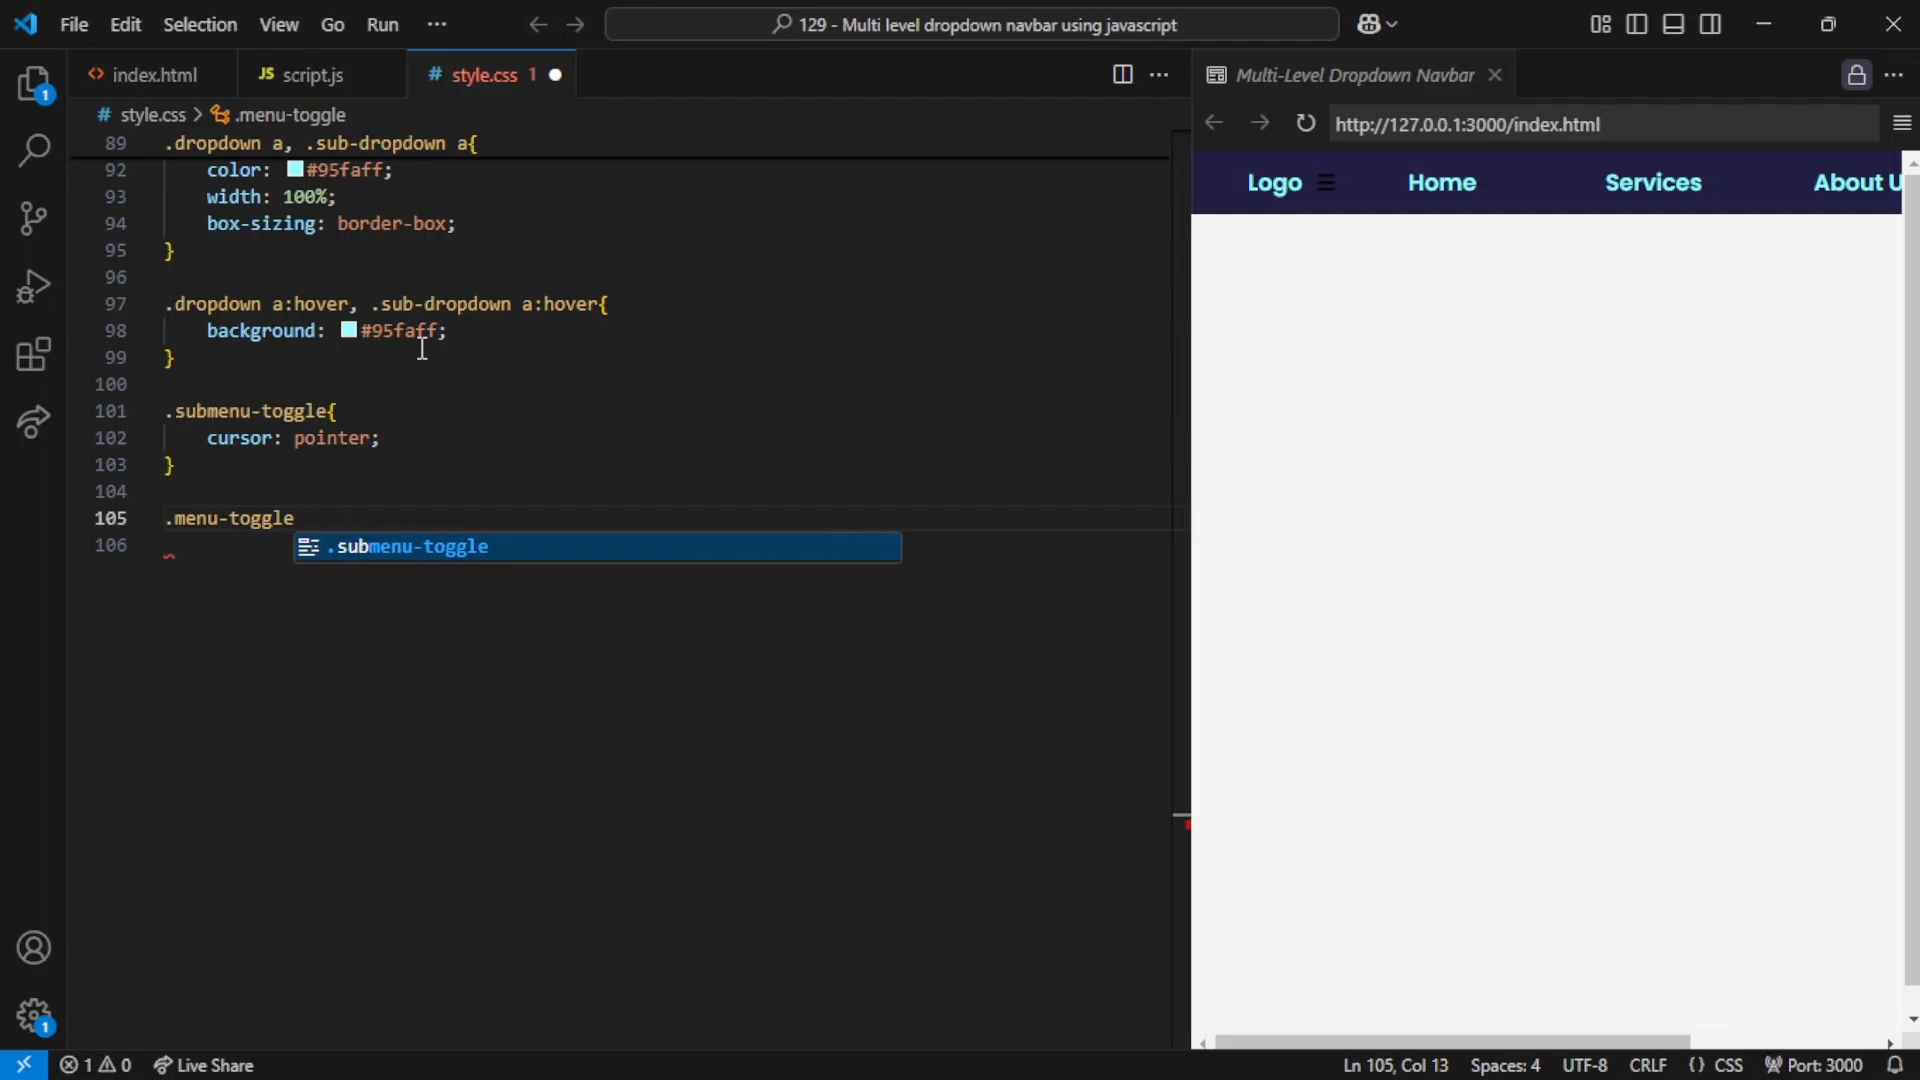 File Edit Selection View Go Run ··· 129 - Multi level dropdown navbar using javascript
index.html JS script.js # style.css 1
# style.css > .menu-toggle
89 .dropdown a, .sub-dropdown a{
92 color: #95faff;
93 width: 100%;
94 box-sizing: border-box;
95 }
96
97 .dropdown a:hover, .sub-dropdown a:hover{
98 background: #95faff;
99 }
100
101 .submenu-toggle{
102 cursor: pointer;
103 }
104
105 .menu-toggle
106
.submenu-toggle
Multi-Level Dropdown Navbar
http://127.0.0.1:3000/index.html
Logo ☰ Home Services About U
1
1
1 0 Live Share Ln 105, Col 13 Spaces: 4 UTF-8 CRLF {} CSS Port: 3000